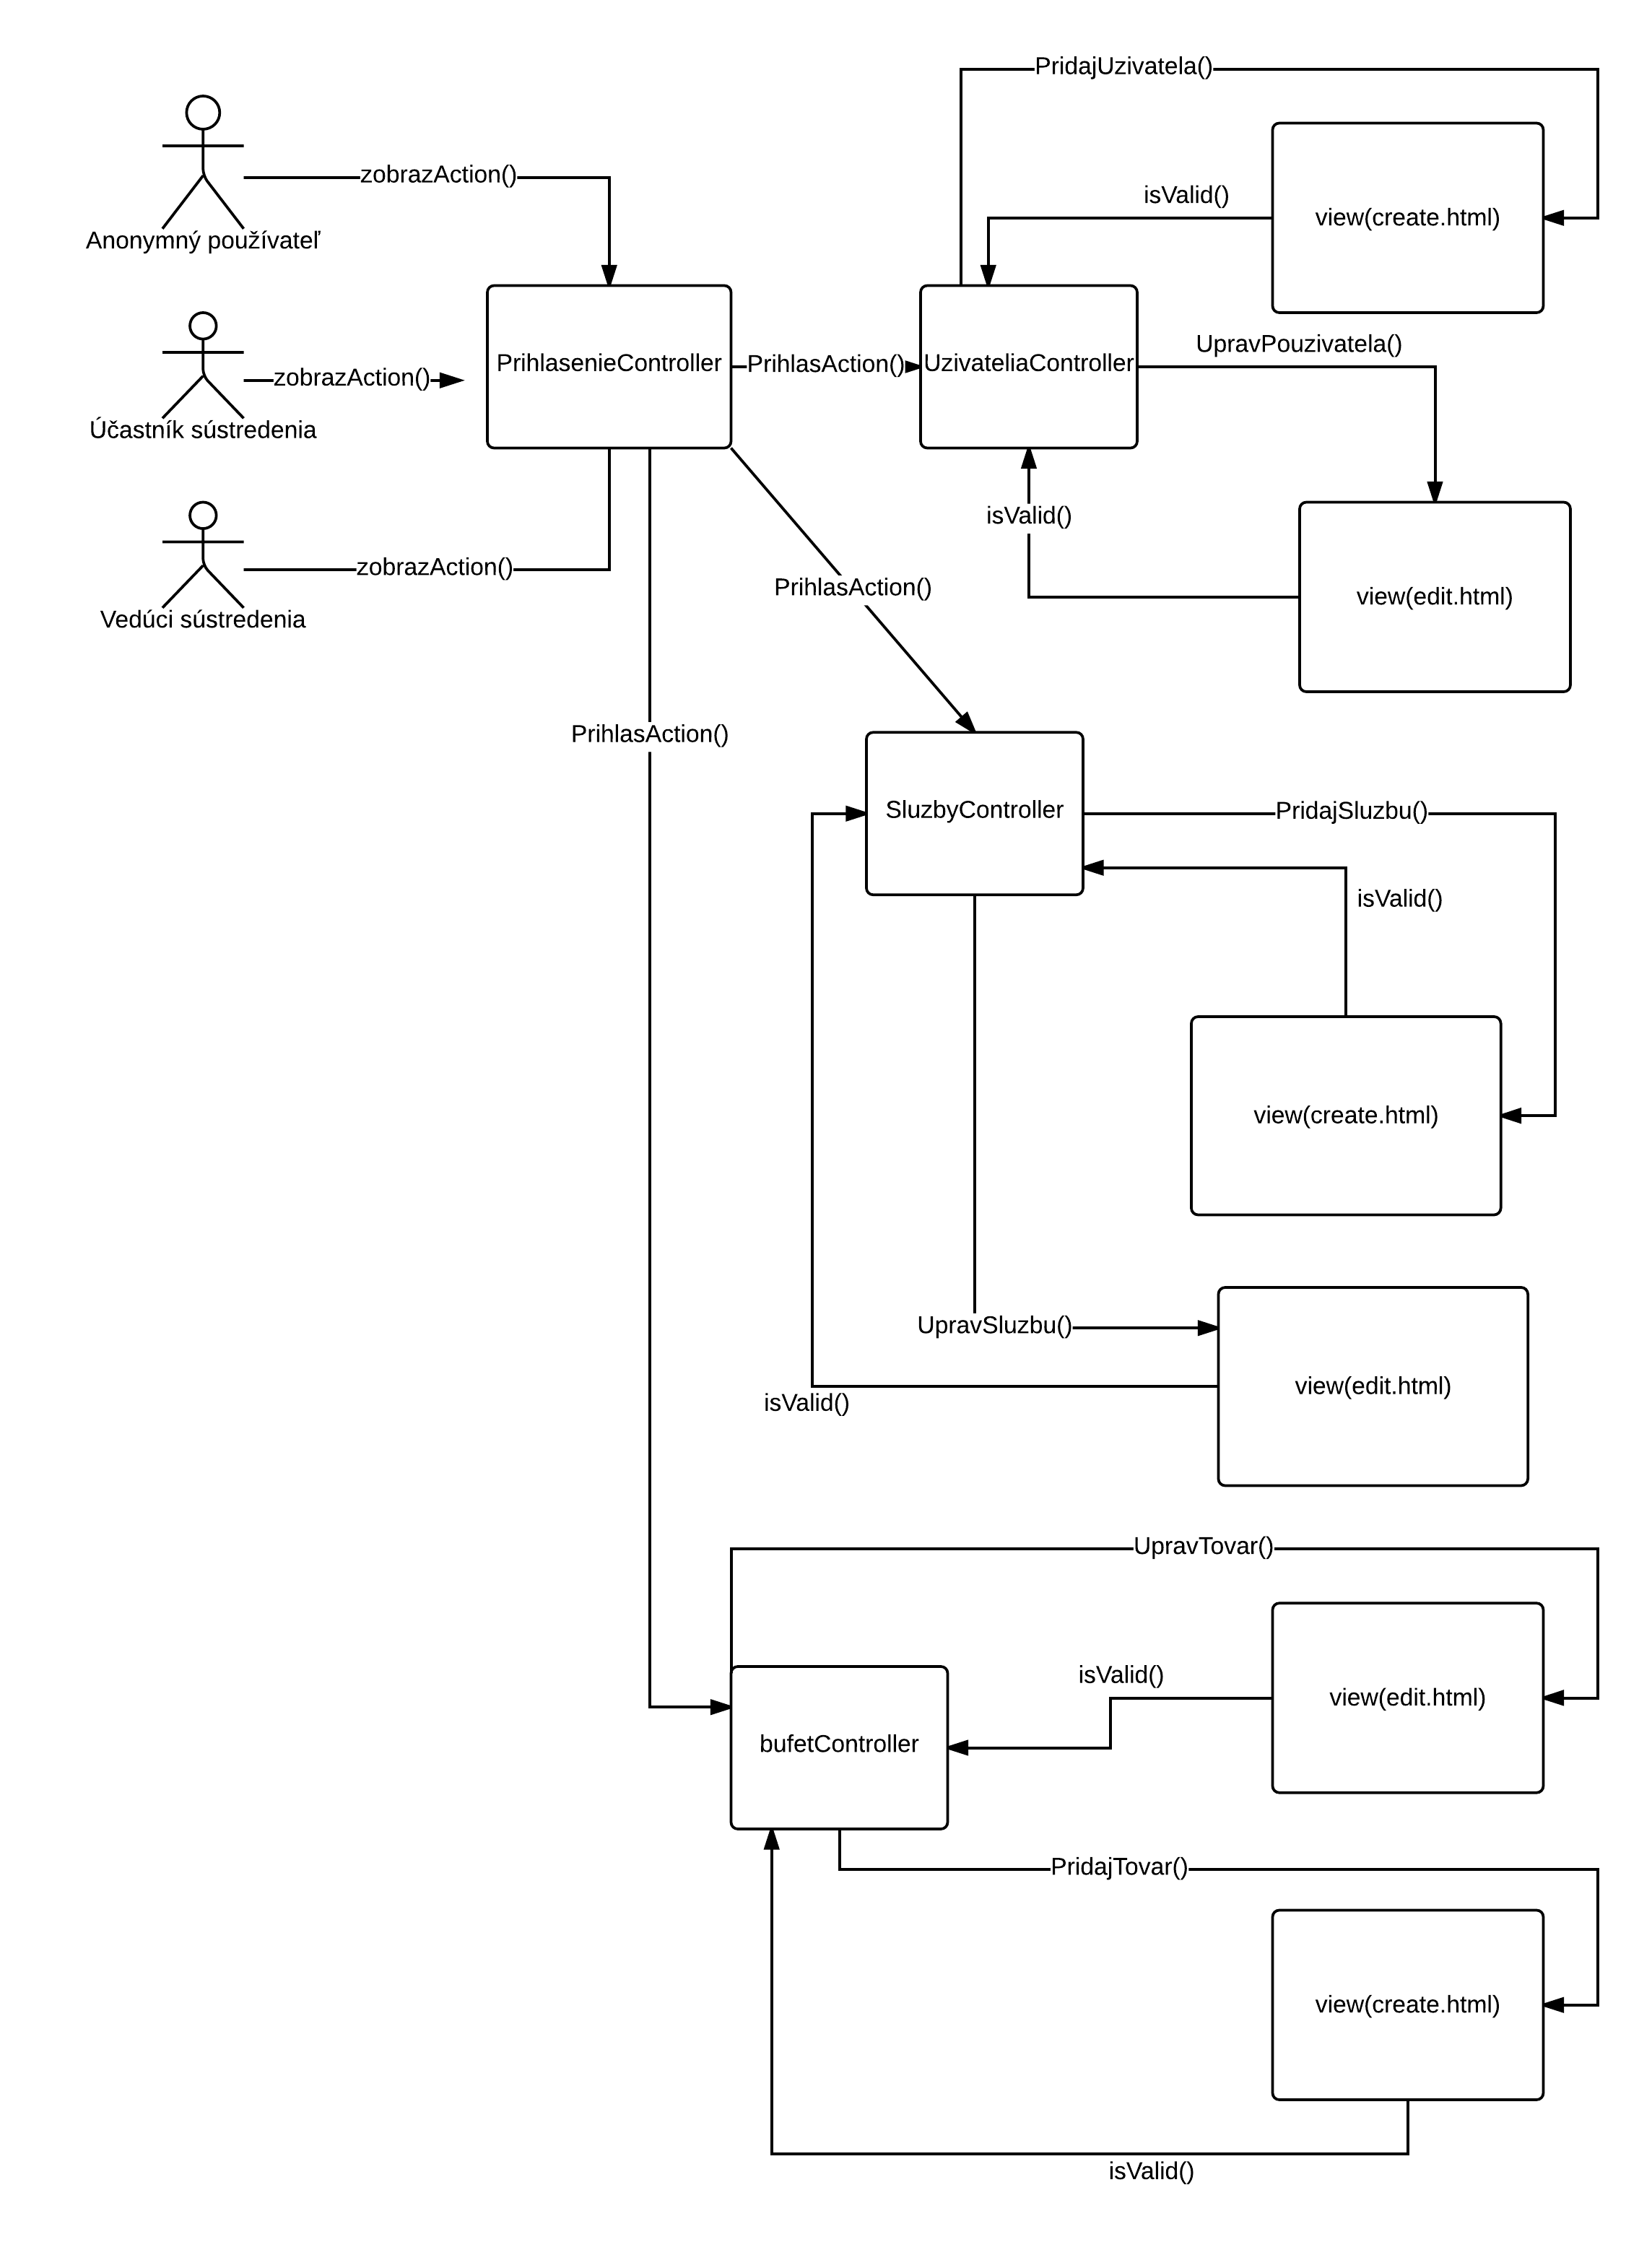 PridajUzivatela()
zobrazAction()
isValid()
view(create.html)
Anonymný používateľ
PrihlasenieController
PrihlasAction()
UzivateliaController
UpravPouzivatela()
zobrazAction()
Účastník sústredenia
isValid()
zobrazAction()
Vedúci sústredenia
PrihlasAction()
view(edit.html)
PrihlasAction()
SluzbyController
PridajSluzbu()
isValid()
view(create.html)
UpravSluzbu()
view(edit.html)
isValid()
UpravTovar()
isValid()
view(edit.html)
bufetController
PridajTovar()
view(create.html)
isValid()